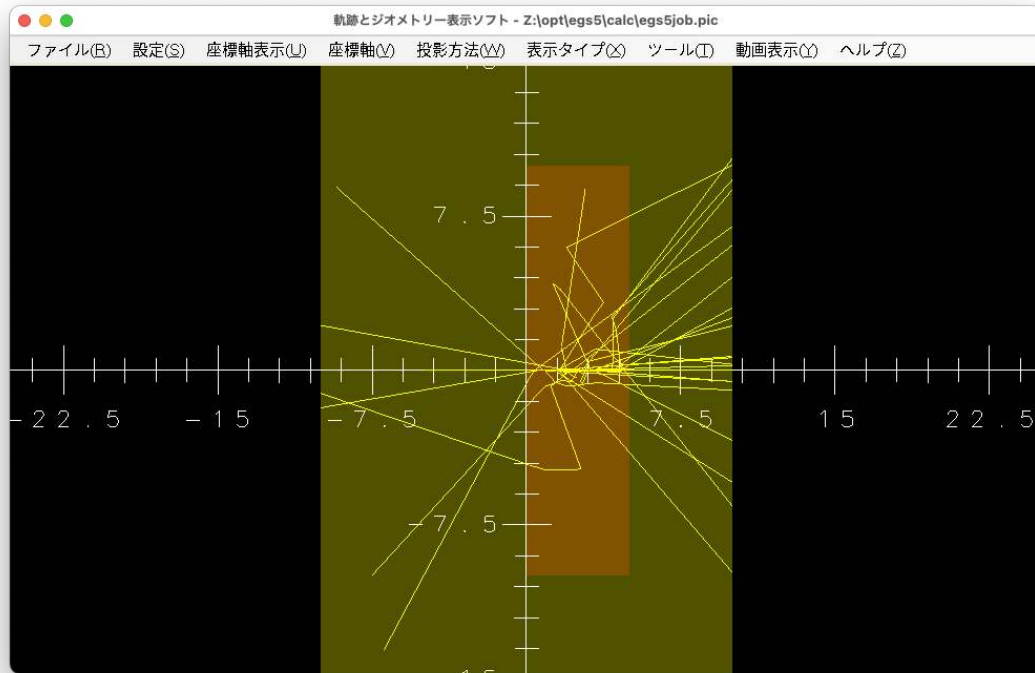 軌跡とジオメトリー表示ソフト - Z:\opt\egs5\calc\egs5job.pic
ファイル(R) 設定(S) 座標軸表示(U) 座標軸(V) 投影方法(W) 表示タイプ(X) ツール(T) 動画表示(Y) ヘルプ(Z)
7.5
-22.5 -15 -7.5 7.5 15 22.5
-7.5